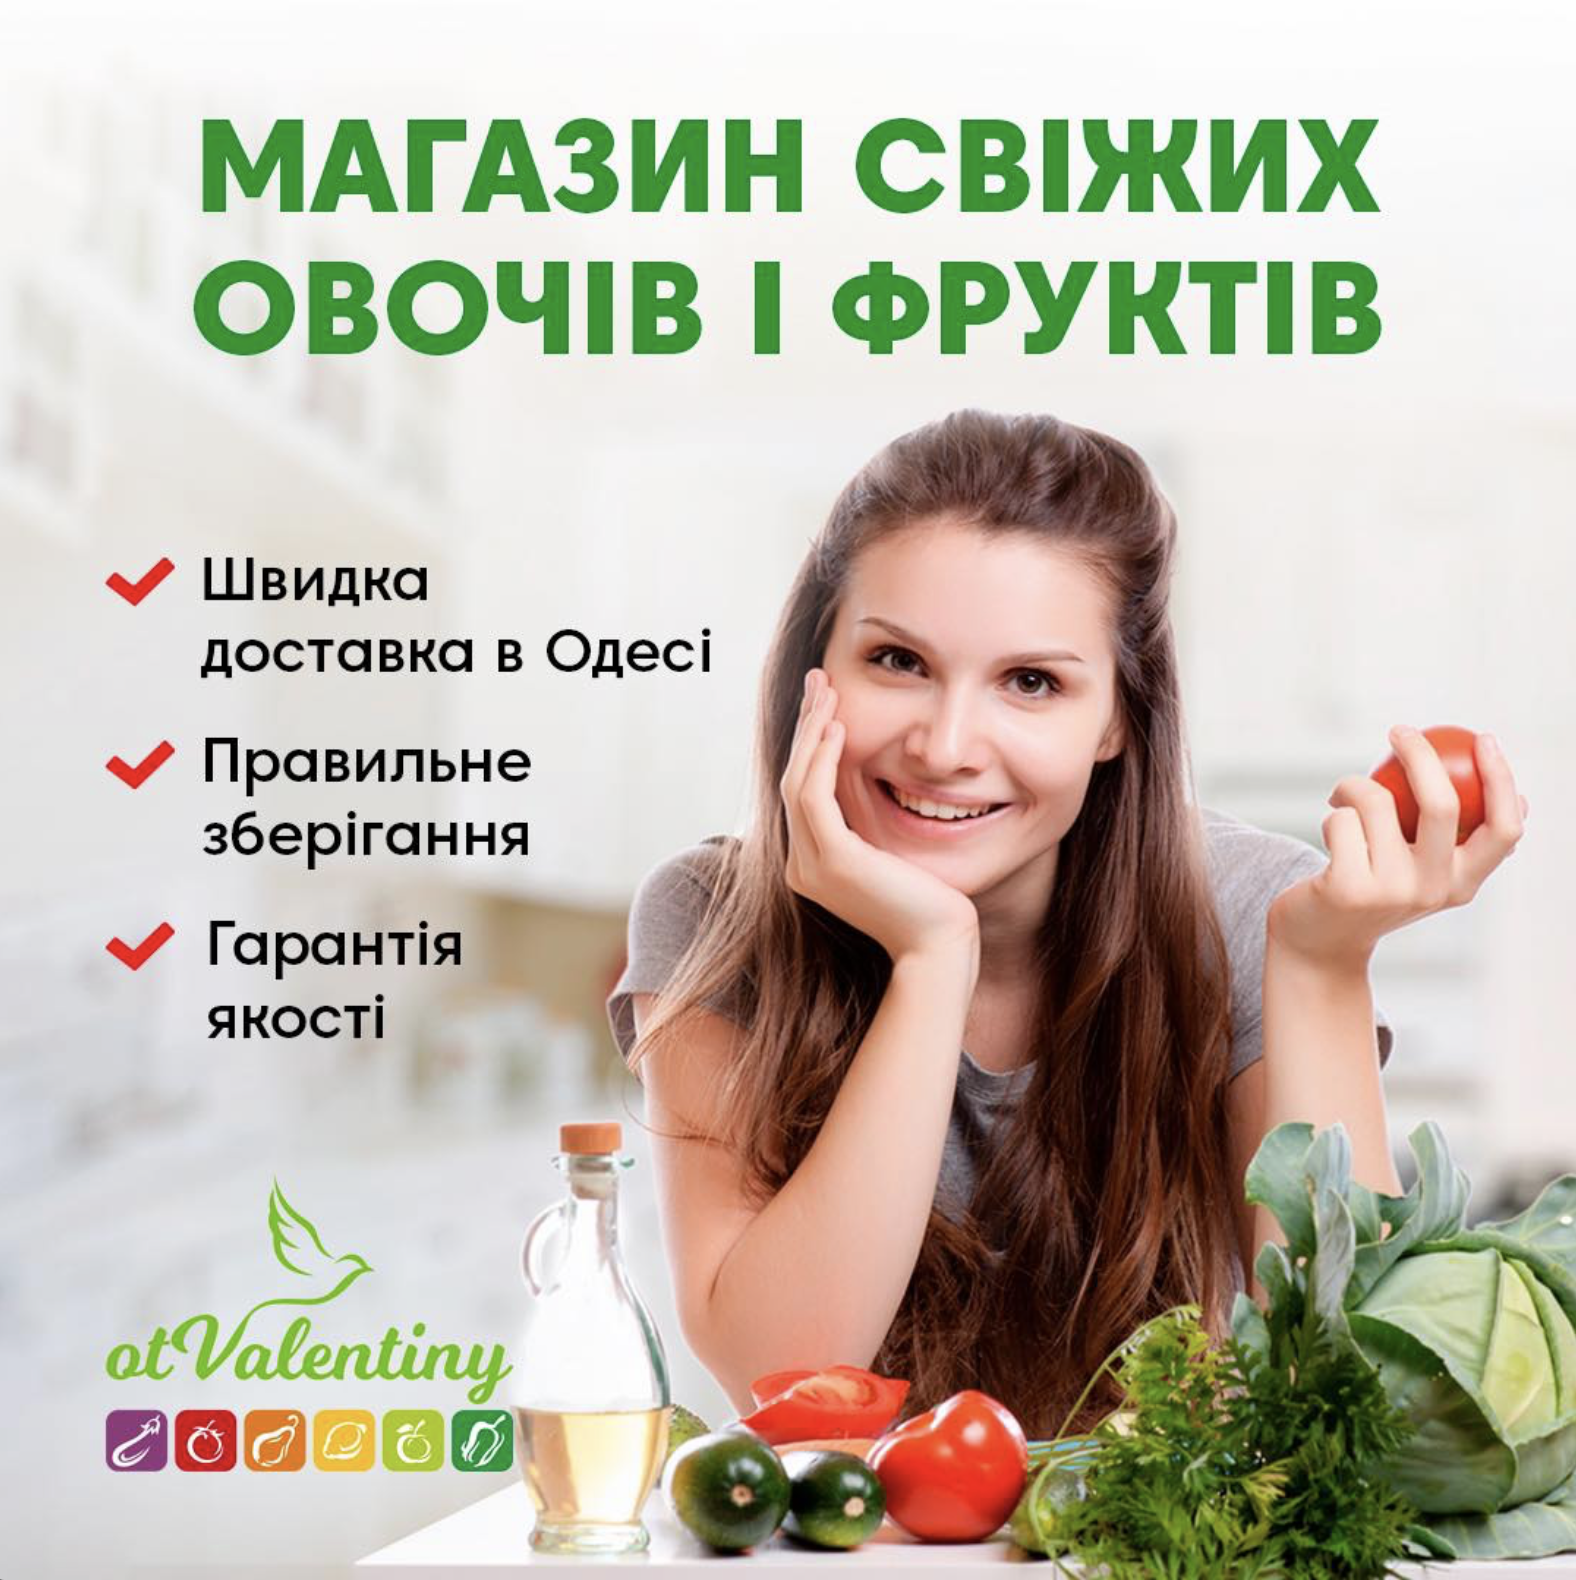 МАГАЗИН СВІЖИХ
ОВОЧІВ І ФРУКТІВ
Швидка
доставка в Одесі
Правильне
зберігання
Гарантія
якості
otValentiny